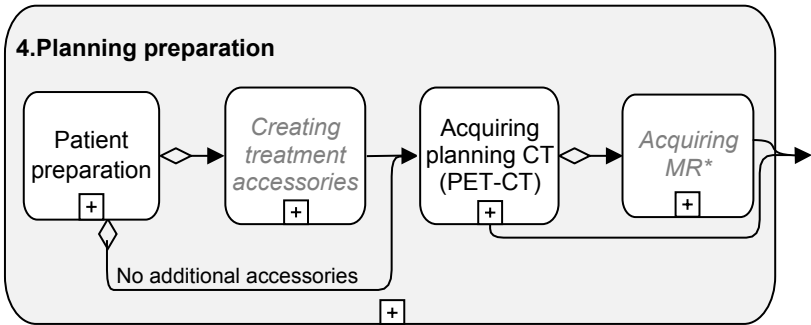 4.Planning preparation
Patient
preparation
Creating
treatment
accessories
Acquiring
planning CT
(PET-CT)
Acquiring
MR*
No additional accessories